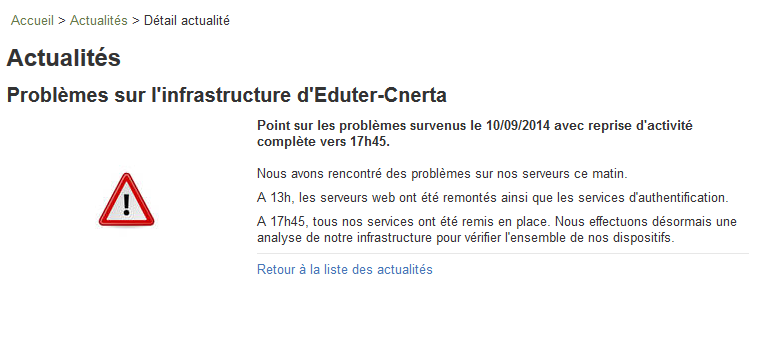 Accueil > Actualités > Détail actualité
Actualités
Problèmes sur l'infrastructure d'Eduter-Cnerta
Point sur les problèmes survenus le 10/09/2014 avec reprise d'activité
complète vers 17h45.
Nous avons rencontré des problèmes sur nos serveurs ce matin.
A 13h, les serveurs web ont été remontés ainsi que les services d'authentification.
A 17h45, tous nos services ont été remis en place. Nous effectuons désormais une
analyse de notre infrastructure pour vérifier l'ensemble de nos dispositifs.
Retour à la liste des actualités